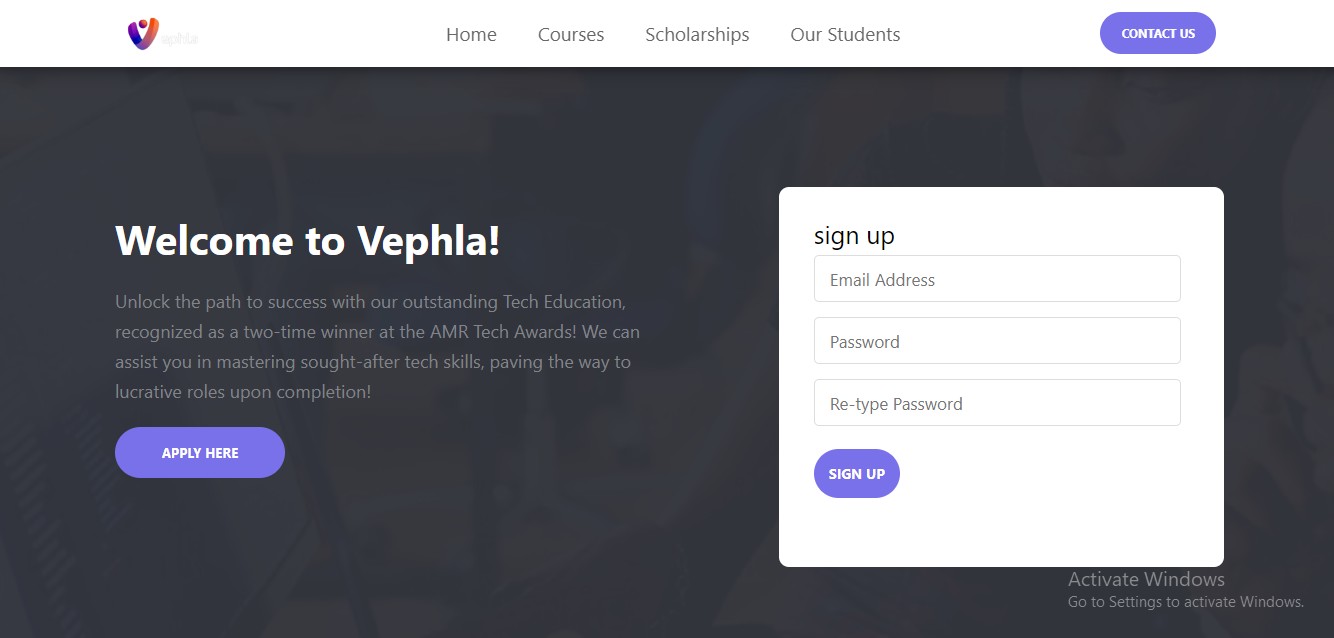 ephla
Home
Courses
Scholarships
Our Students
CONTACT US
Welcome to Vephla!
Unlock the path to success with our outstanding Tech Education,
recognized as a two-time winner at the AMR Tech Awards! We can
assist you in mastering sought-after tech skills, paving the way to
lucrative roles upon completion!
APPLY HERE
sign up
Email Address
Password
Re-type Password
SIGN UP
Activate Windows
Go to Settings to activate Windows.